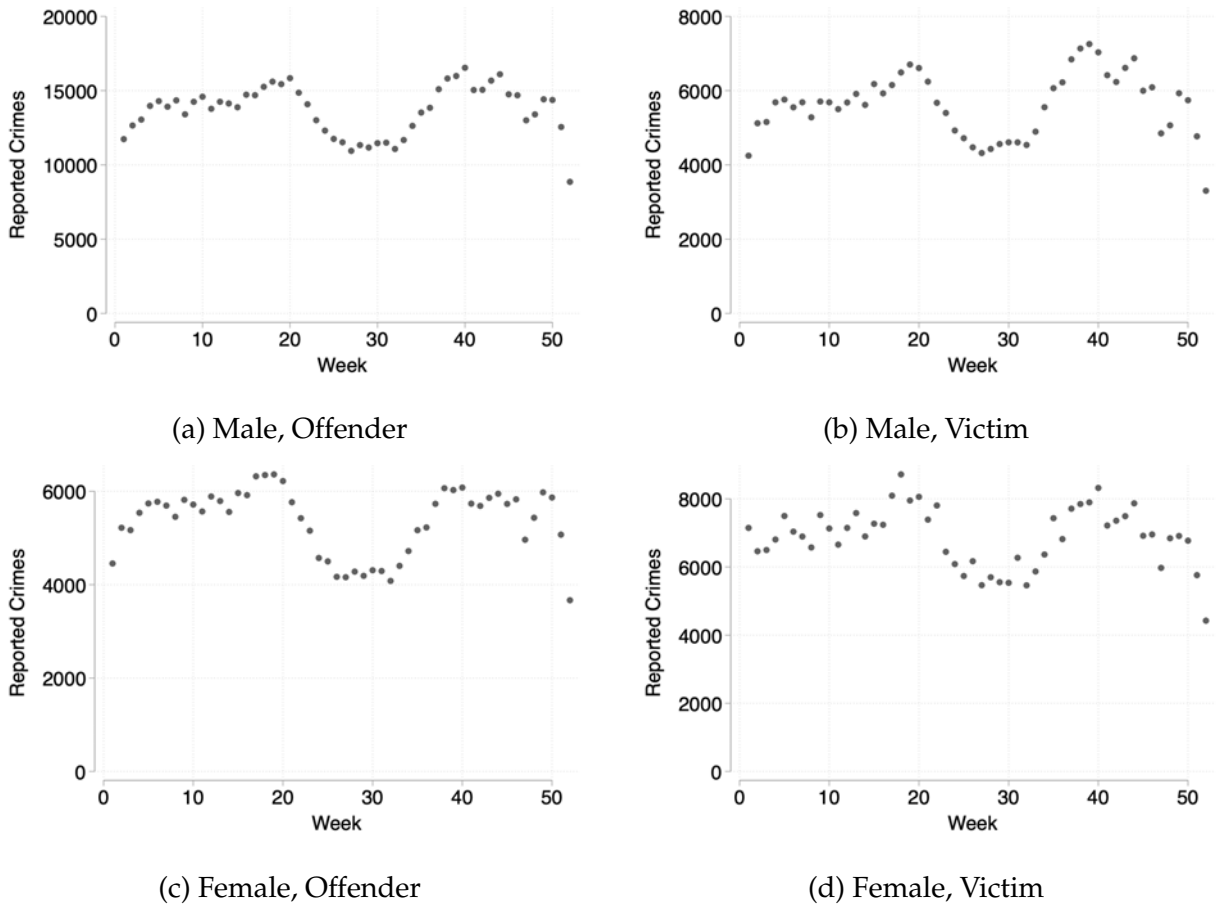 20000
15000
10000
5000
0
Reported Crimes
0 10 20 30 40 50
Week
(a) Male, Offender
8000
6000
4000
2000
0
Reported Crimes
0 10 20 30 40 50
Week
(b) Male, Victim
6000
4000
2000
0
Reported Crimes
0 10 20 30 40 50
Week
(c) Female, Offender
8000
6000
4000
2000
0
Reported Crimes
0 10 20 30 40 50
Week
(d) Female, Victim